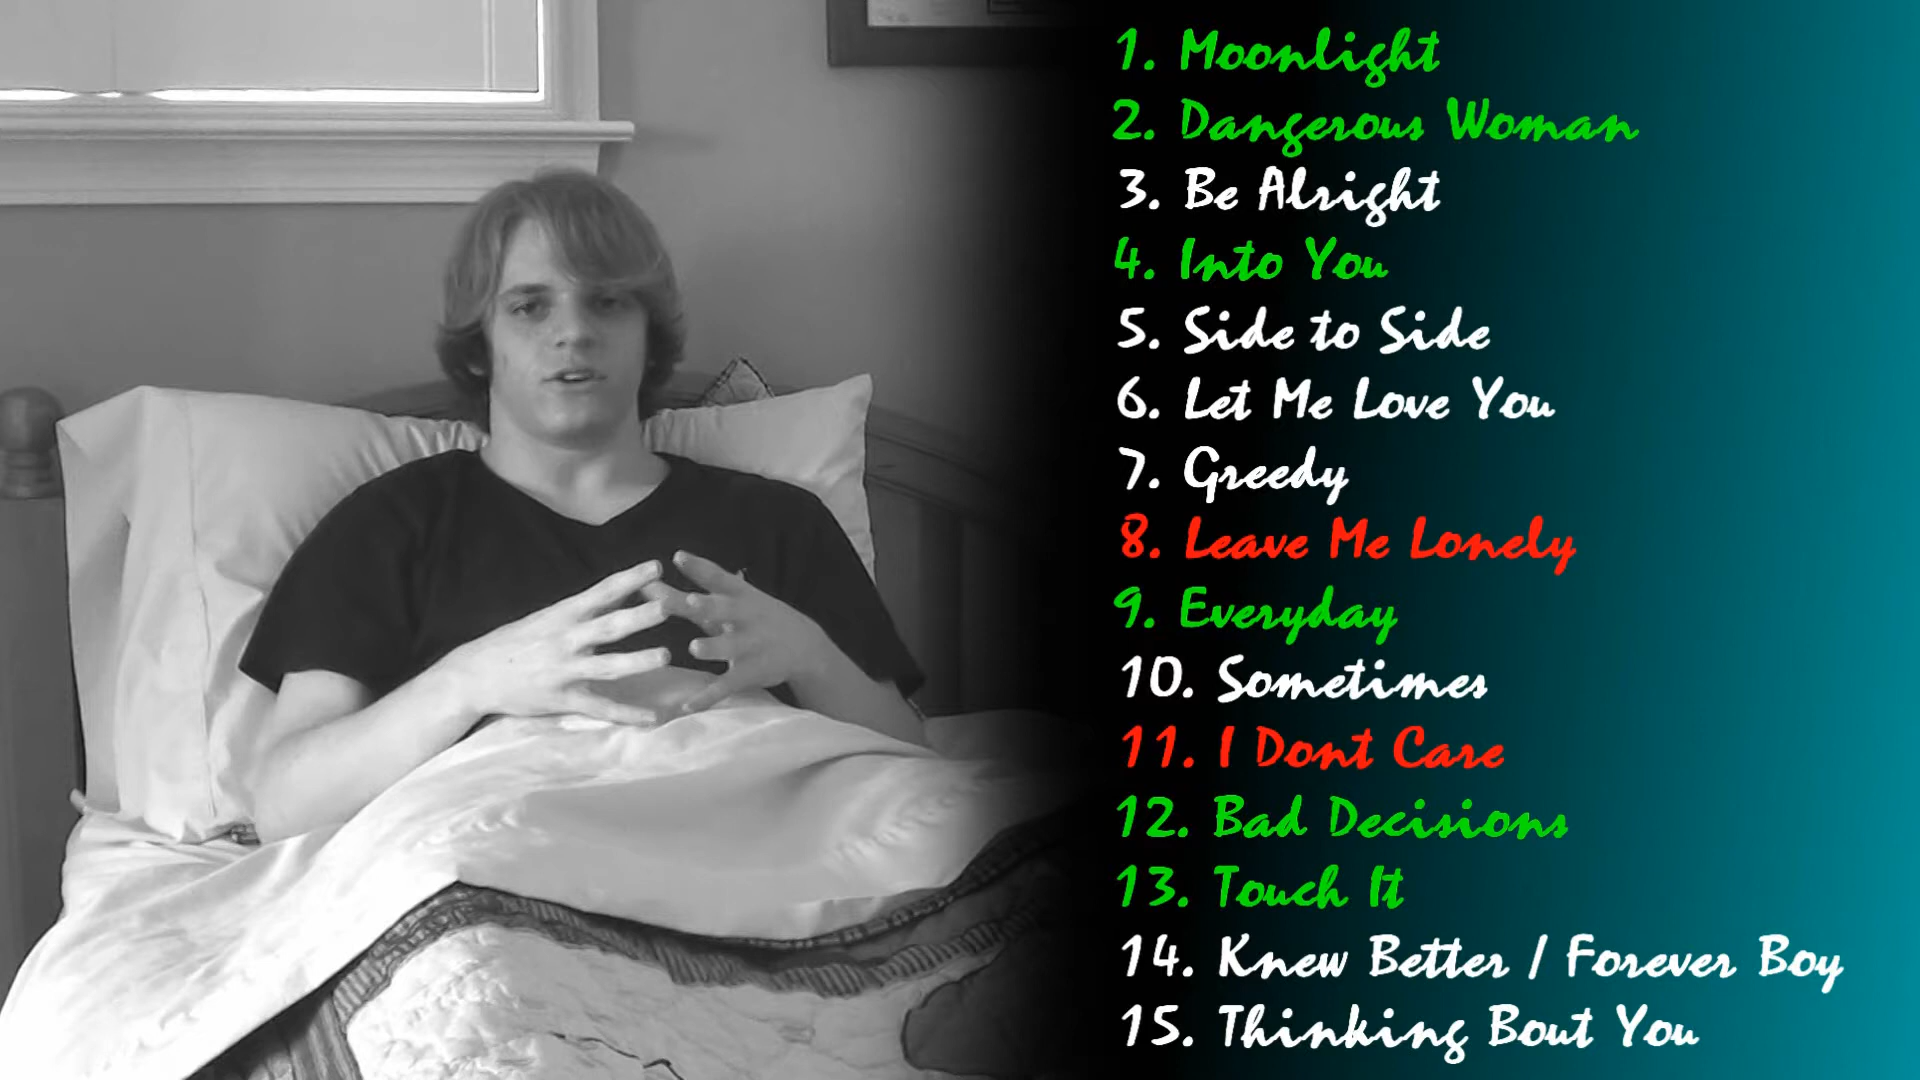 1. Moonlight
2. Dangerous Woman
3. Be Alright
4. Into You
5. Side to Side
6. Let Me Love You
7. Greedy
8. Leave Me Lonely
9. Everyday
10. Sometimes
11. I Dont Care
12. Bad Decisions
13. Touch It
14. Knew Better / Forever Boy
15. Thinking Bout You